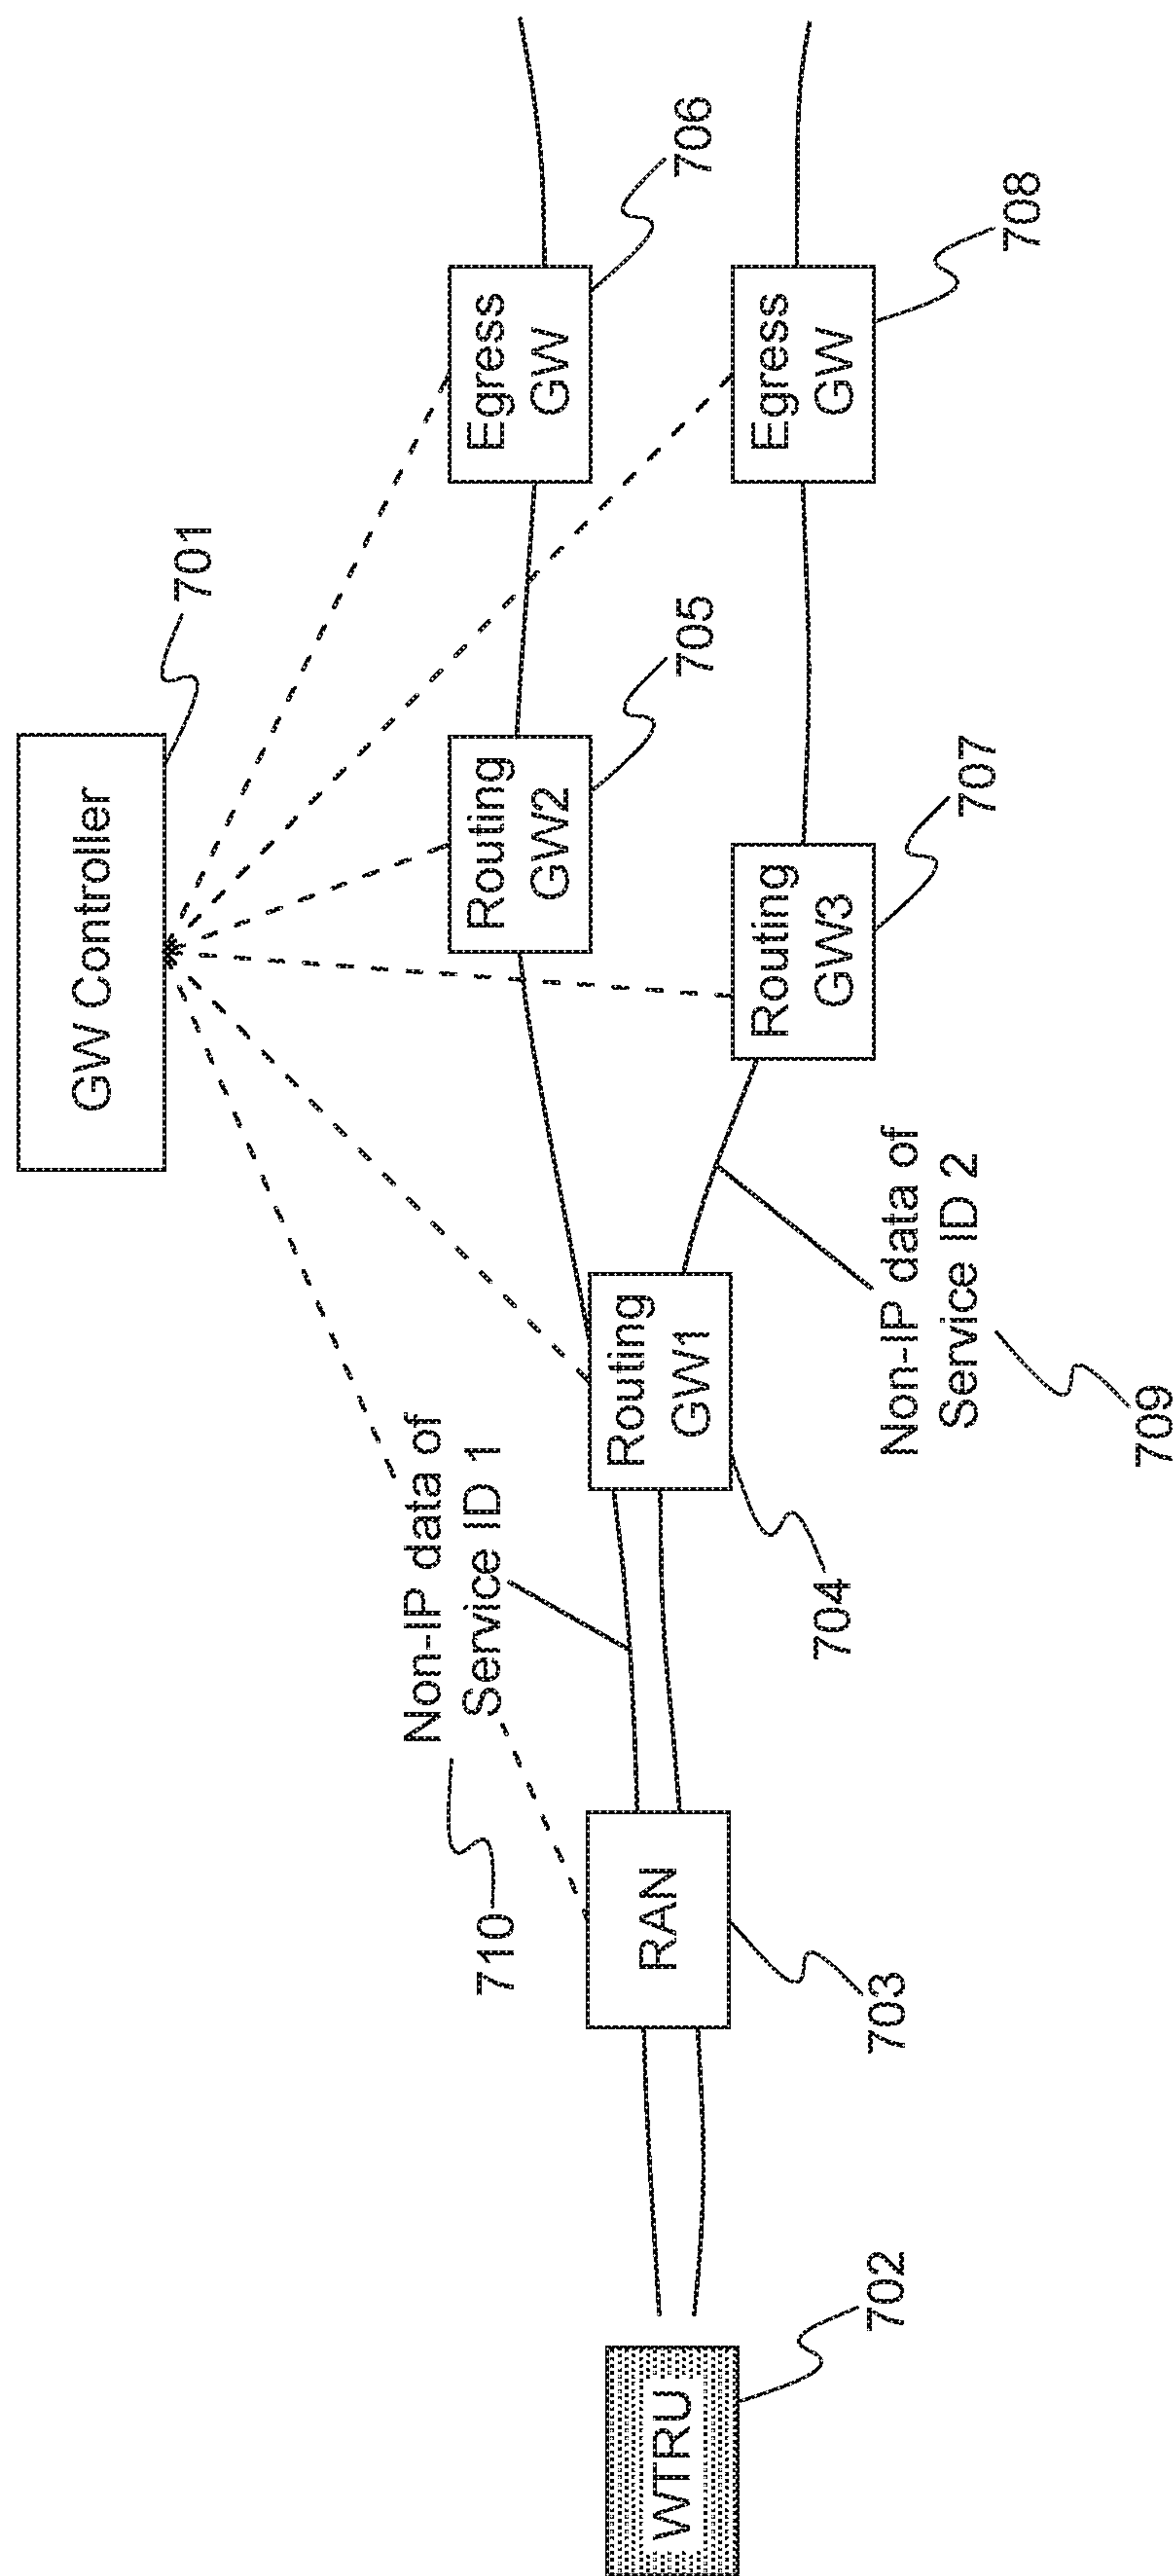 GW Controller
701
Egress
GW
706
Egress
GW
708
Routing
GW2
705
Routing
GW3
707
Non-IP data of
Service ID 1
710
Routing
GW1
704
Non-IP data of
Service ID 2
709
RAN
703
WTRU
702